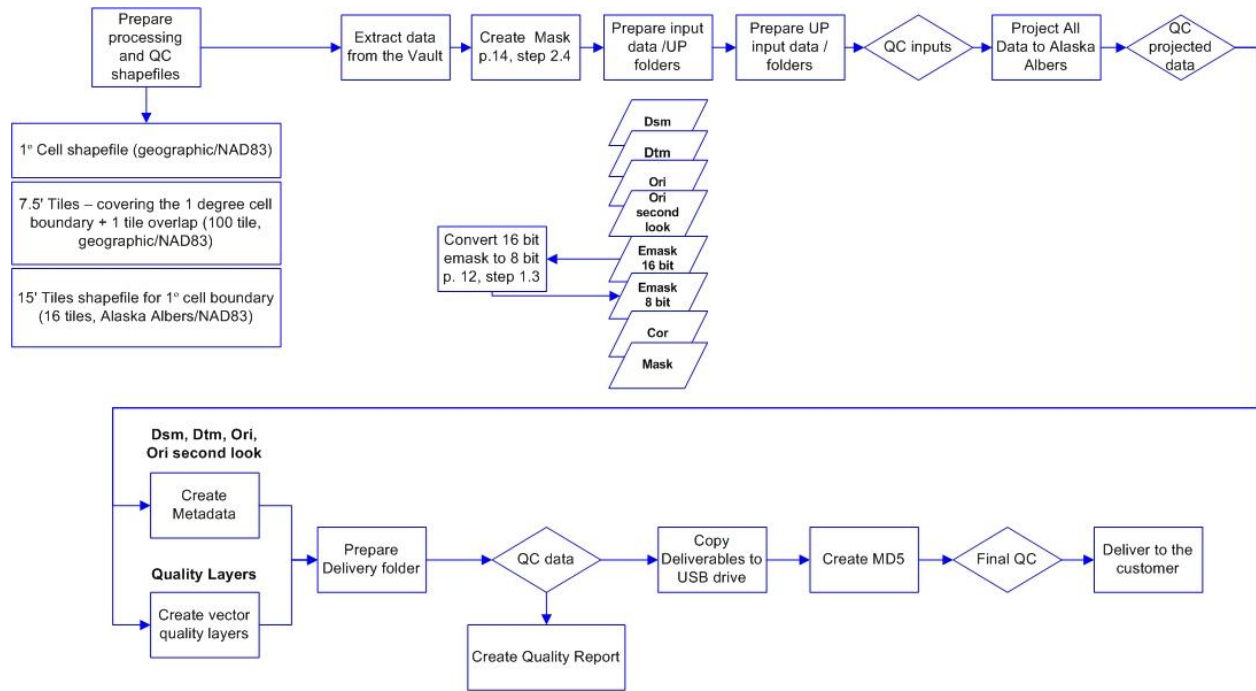 Prepare
processing
and QC
shapefiles
Extract data
from the Vault
Create Mask
p.14, step 2.4
Prepare input
data /UP
folders
Prepare UP
input data /
folders
QC inputs
Project All
Data to Alaska
Albers
QC
projected
data
1º Cell shapefile (geographic/NAD83)
7.5' Tiles – covering the 1 degree cell
boundary + 1 tile overlap (100 tile,
geographic/NAD83)
15' Tiles shapefile for 1º cell boundary
(16 tiles, Alaska Albers/NAD83)
Dsm
Dtm
Ori
Ori
second
look
Emask
16 bit
Emask
8 bit
Cor
Mask
Convert 16 bit
emask to 8 bit
p. 12, step 1.3
Dsm, Dtm, Ori,
Ori second look
Create
Metadata
Quality Layers
Create vector
quality layers
Prepare
Delivery folder
QC data
Create Quality Report
Copy
Deliverables to
USB drive
Create MD5
Final QC
Deliver to the
customer